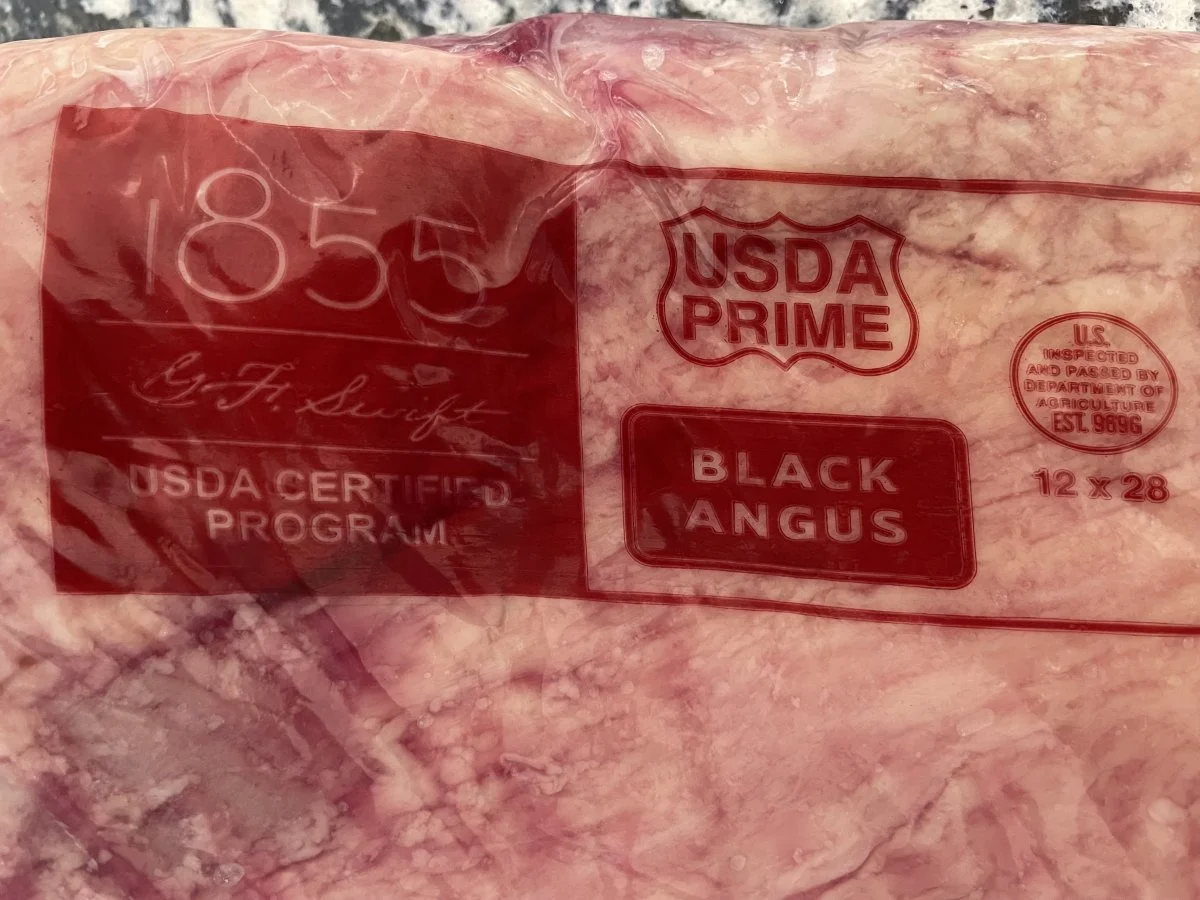 1855
G. F. Swift
USDA CERTIFIED
PROGRAM
USDA
PRIME
BLACK
ANGUS
U.S.
INSPECTED
AND PASSED BY
DEPARTMENT OF
AGRICULTURE
EST. 969G
12 x 28